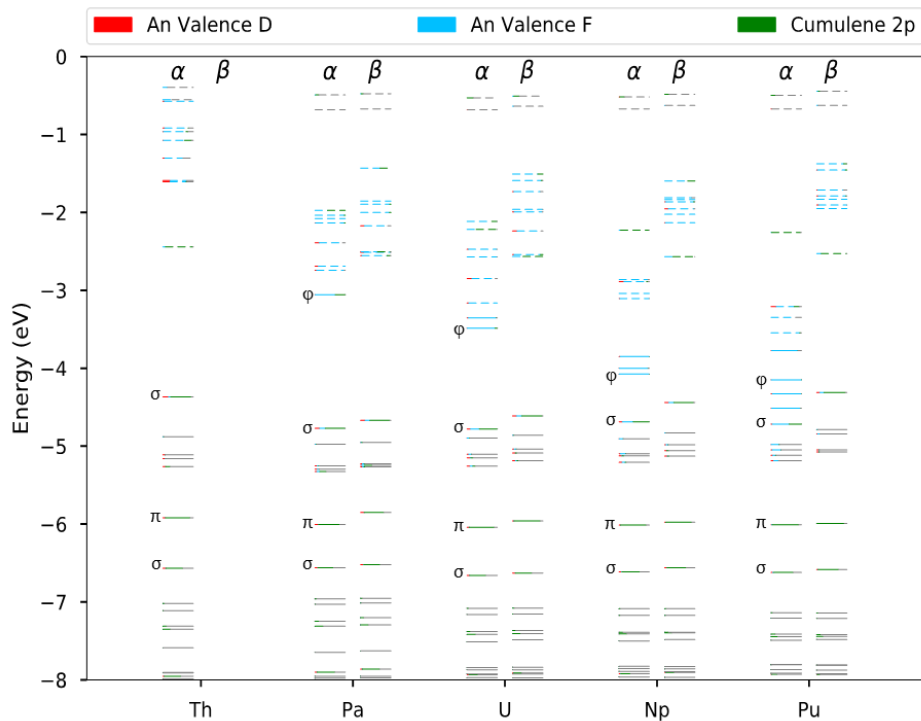 An Valence D An Valence F Cumulene 2p
0
α β α β α β α β α β
−1
−2
−3
φ
φ
−4
φ φ
σ
σ σ σ σ
−5
π π π π π
−6
σ σ σ σ σ
−7
−8
Th Pa U Np Pu
Energy (eV)